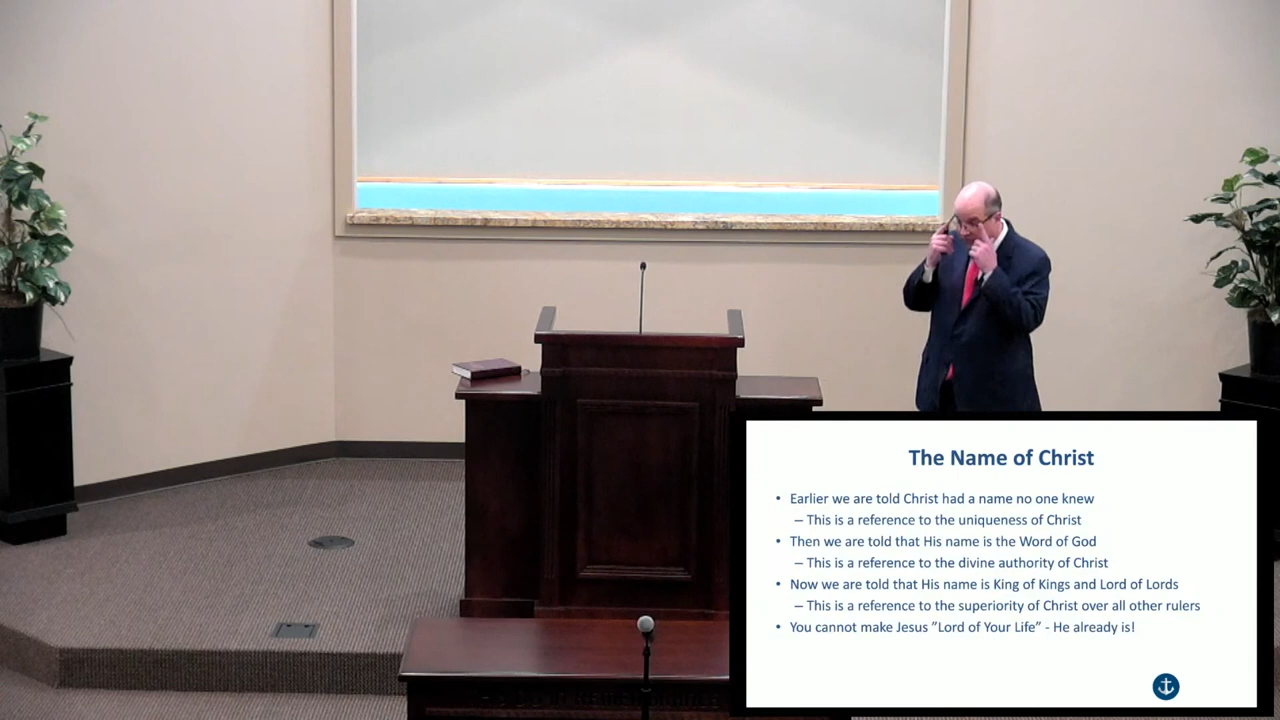 The Name of Christ
• Earlier we are told Christ had a name no one knew
– This is a reference to the uniqueness of Christ
• Then we are told that His name is the Word of God
– This is a reference to the divine authority of Christ
• Now we are told that His name is King of Kings and Lord of Lords
– This is a reference to the superiority of Christ over all other rulers
• You cannot make Jesus ”Lord of Your Life” - He already is!